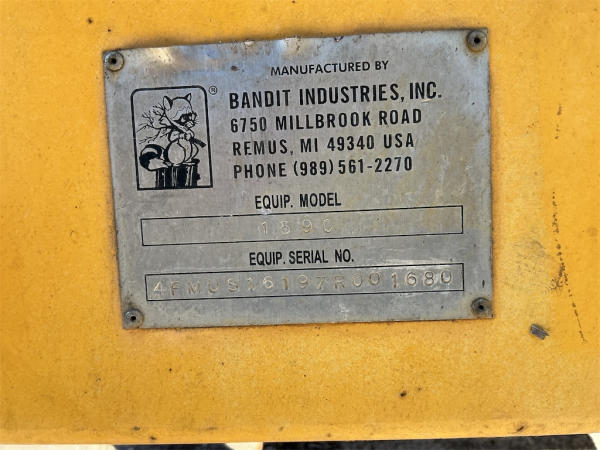 MANUFACTURED BY
®
BANDIT INDUSTRIES, INC.
6750 MILLBROOK ROAD
REMUS, MI 49340 USA
PHONE (989) 561-2270
EQUIP. MODEL
1590
EQUIP. SERIAL NO.
4FMUS16197R001680